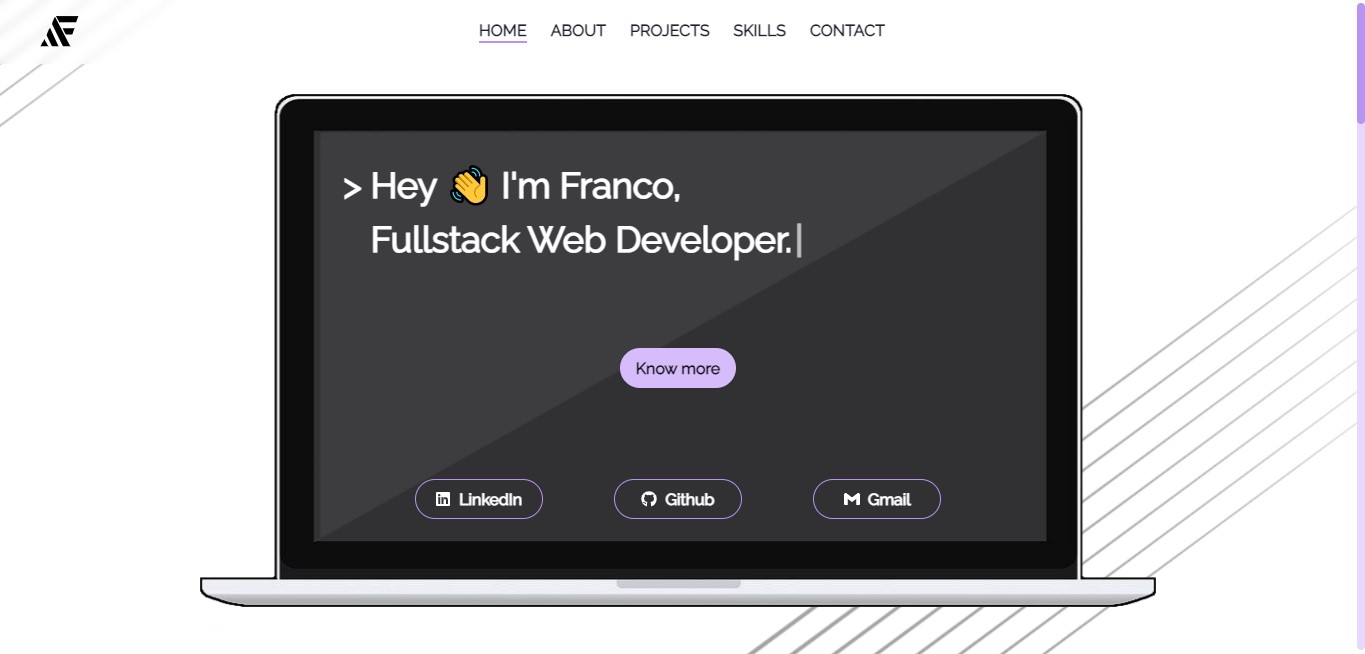 HOME ABOUT PROJECTS SKILLS CONTACT
> Hey 👋 I'm Franco,
Fullstack Web Developer.|
Know more
LinkedIn Github Gmail